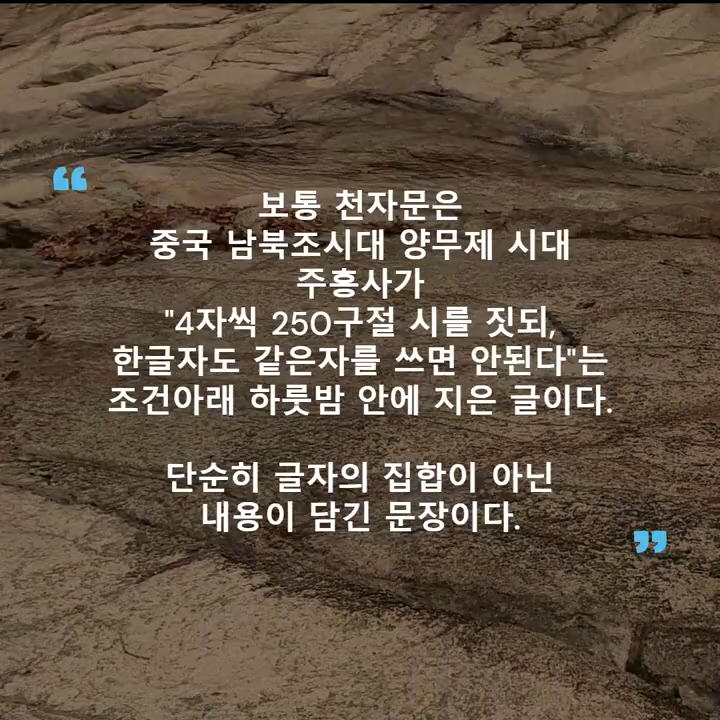 “
보통 천자문은
중국 남북조시대 양무제 시대
주흥사가
"4자씩 250구절 시를 짓되,
한글자도 같은자를 쓰면 안된다"는
조건아래 하룻밤 안에 지은 글이다.
단순히 글자의 집합이 아닌
내용이 담긴 문장이다.
”